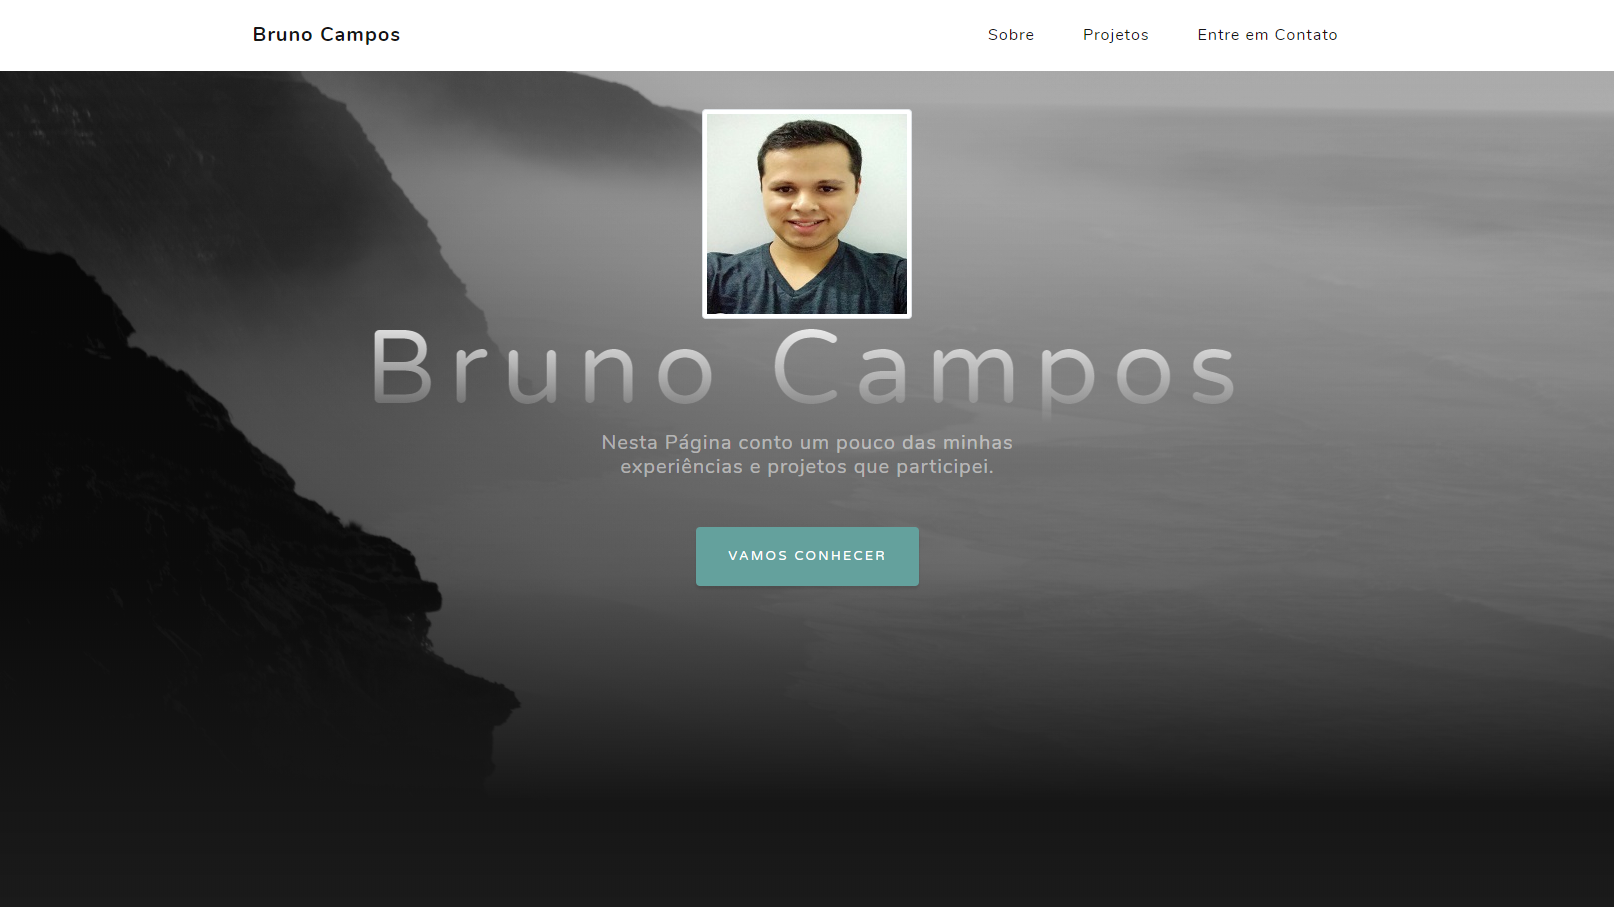 Bruno Campos
Sobre
Projetos
Entre em Contato
Bruno Campos
Nesta Página conto um pouco das minhas
experiências e projetos que participei.
VAMOS CONHECER